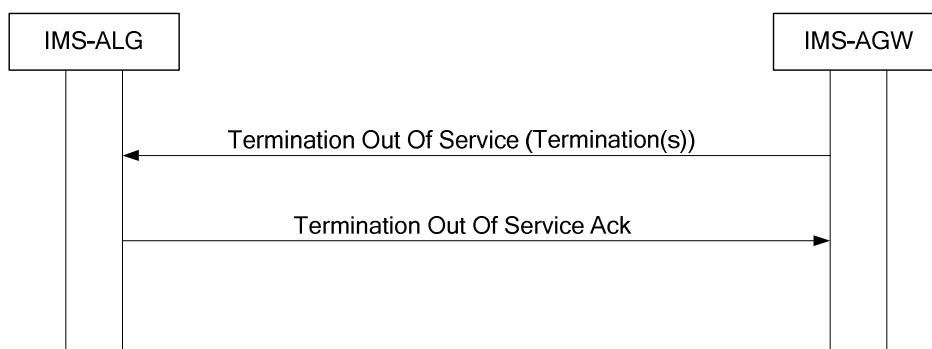 IMS-ALG
IMS-AGW
Termination Out Of Service (Termination(s))
Termination Out Of Service Ack